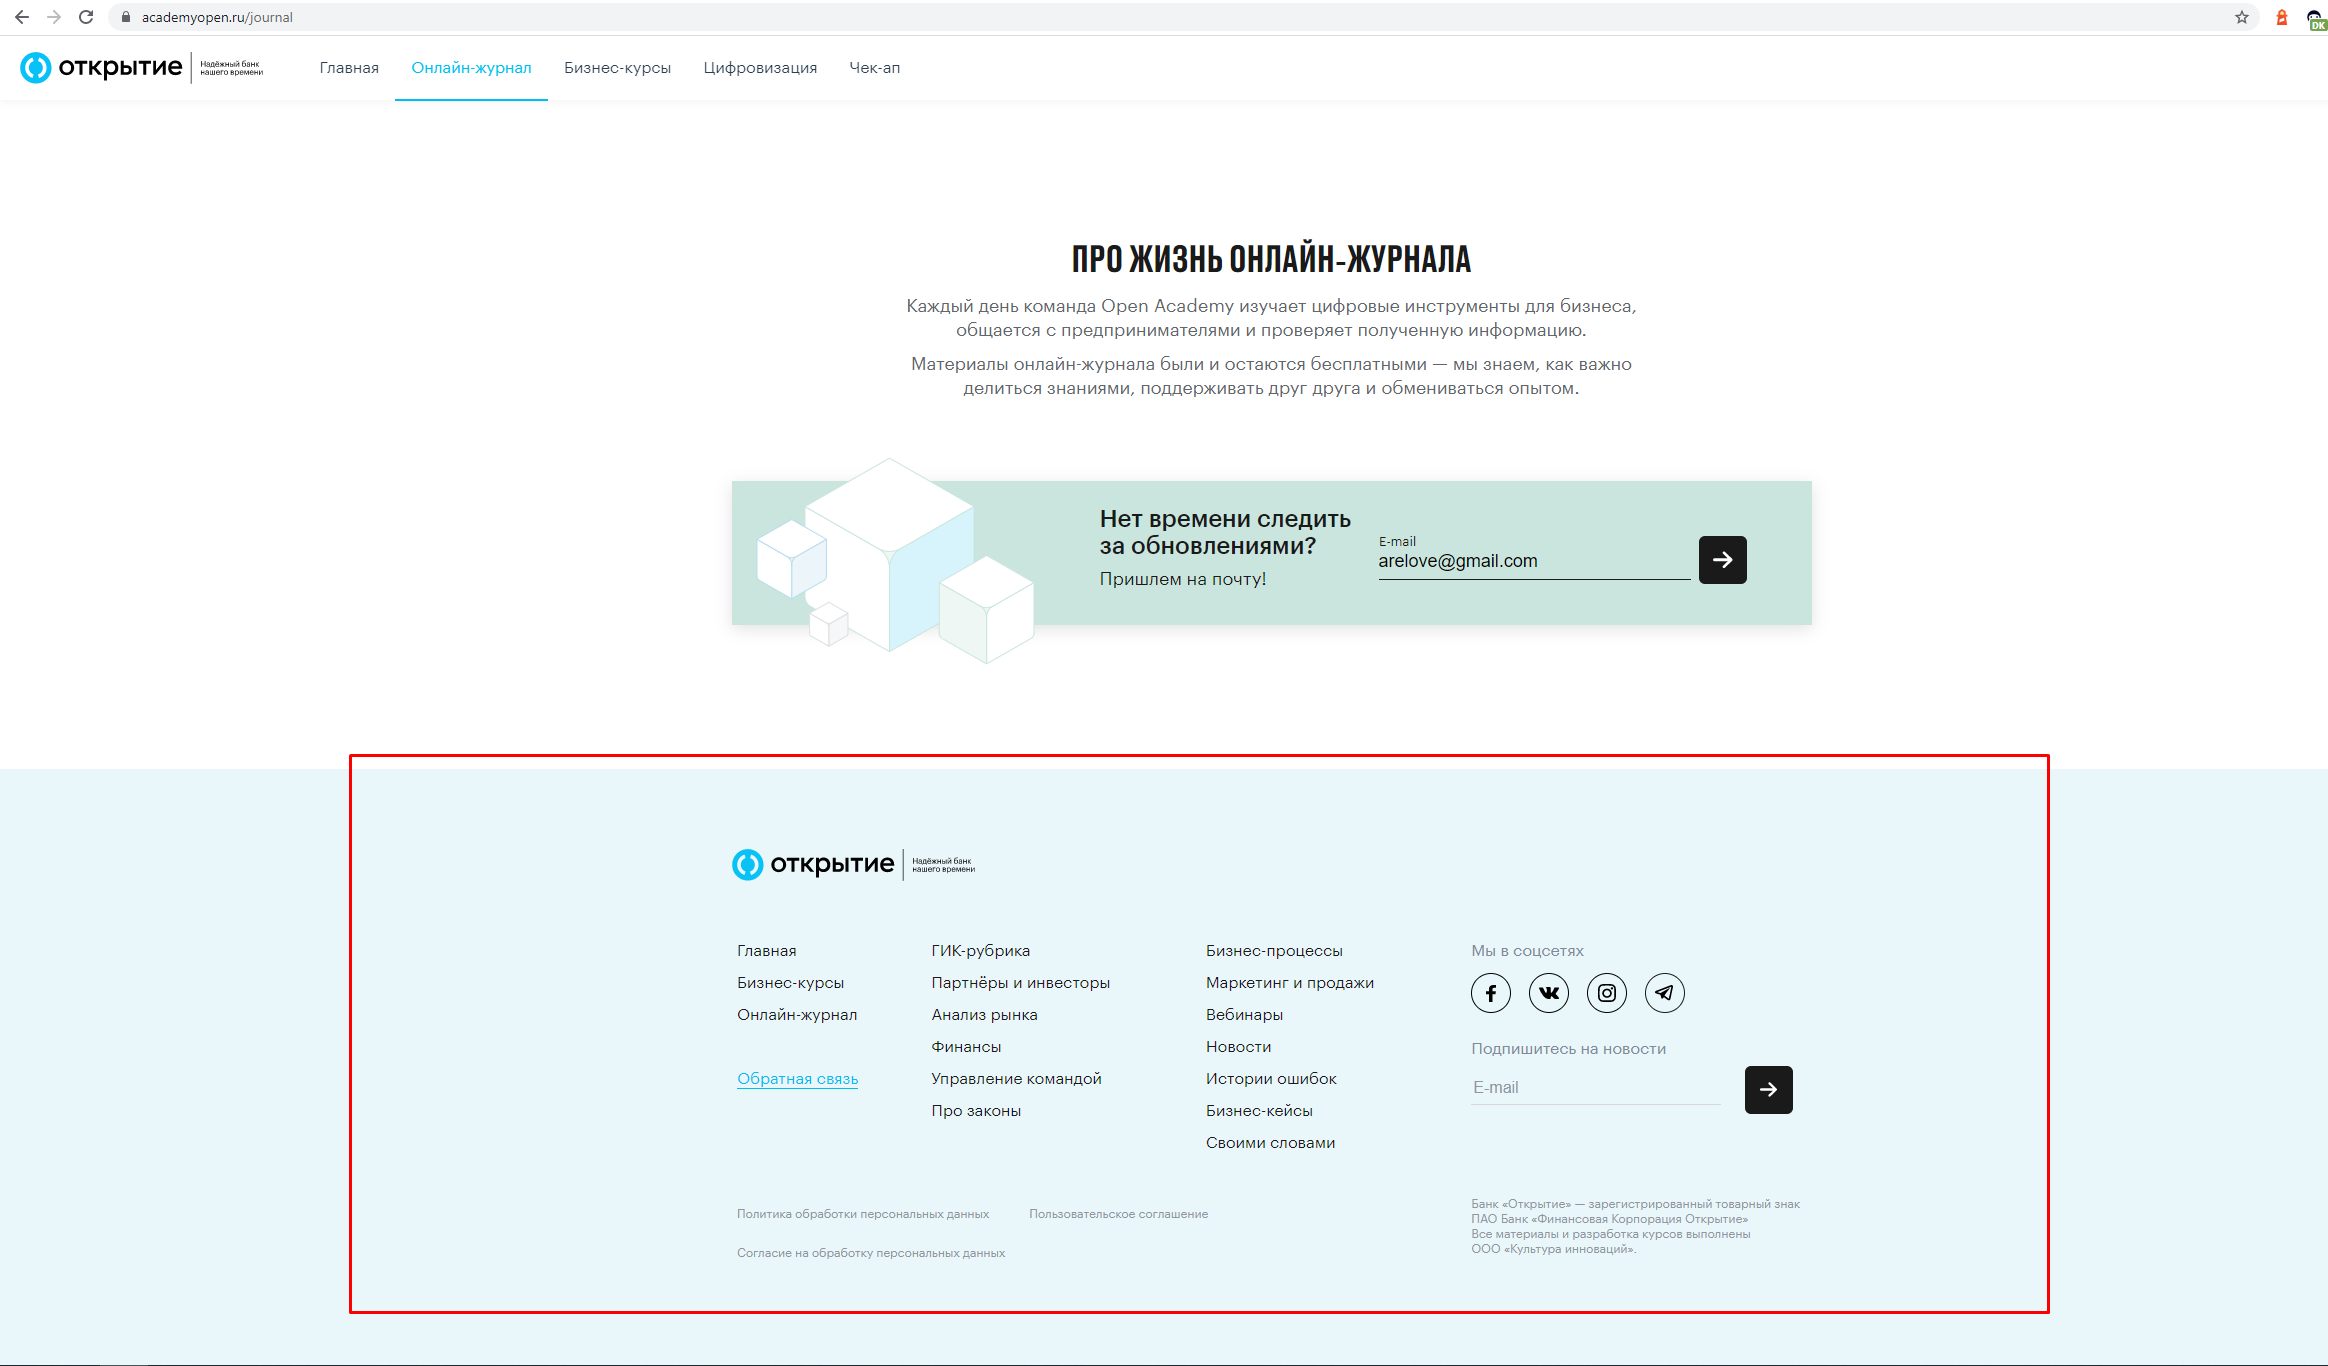 academyopen.ru/journal
DK
открытие
Надёжный банк
нашего времени
Главная
Онлайн-журнал
Бизнес-курсы
Цифровизация
Чек-ап
ПРО ЖИЗНЬ ОНЛАЙН-ЖУРНАЛА
Каждый день команда Open Academy изучает цифровые инструменты для бизнеса,
общается с предпринимателями и проверяет полученную информацию.
Материалы онлайн-журнала были и остаются бесплатными — мы знаем, как важно
делиться знаниями, поддерживать друг друга и обмениваться опытом.
Нет времени следить
за обновлениями?
Пришлем на почту!
E-mail
arelove@gmail.com
открытие
Надёжный банк
нашего времени
Главная
Бизнес-курсы
Онлайн-журнал
Обратная связь
ГИК-рубрика
Партнёры и инвесторы
Анализ рынка
Финансы
Управление командой
Про законы
Бизнес-процессы
Маркетинг и продажи
Вебинары
Новости
Истории ошибок
Бизнес-кейсы
Своими словами
Мы в соцсетях
Подпишитесь на новости
E-mail
Политика обработки персональных данных
Пользовательское соглашение
Согласие на обработку персональных данных
Банк «Открытие» — зарегистрированный товарный знак
ПАО Банк «Финансовая Корпорация Открытие»
Все материалы и разработка курсов выполнены
ООО «Культура инноваций».